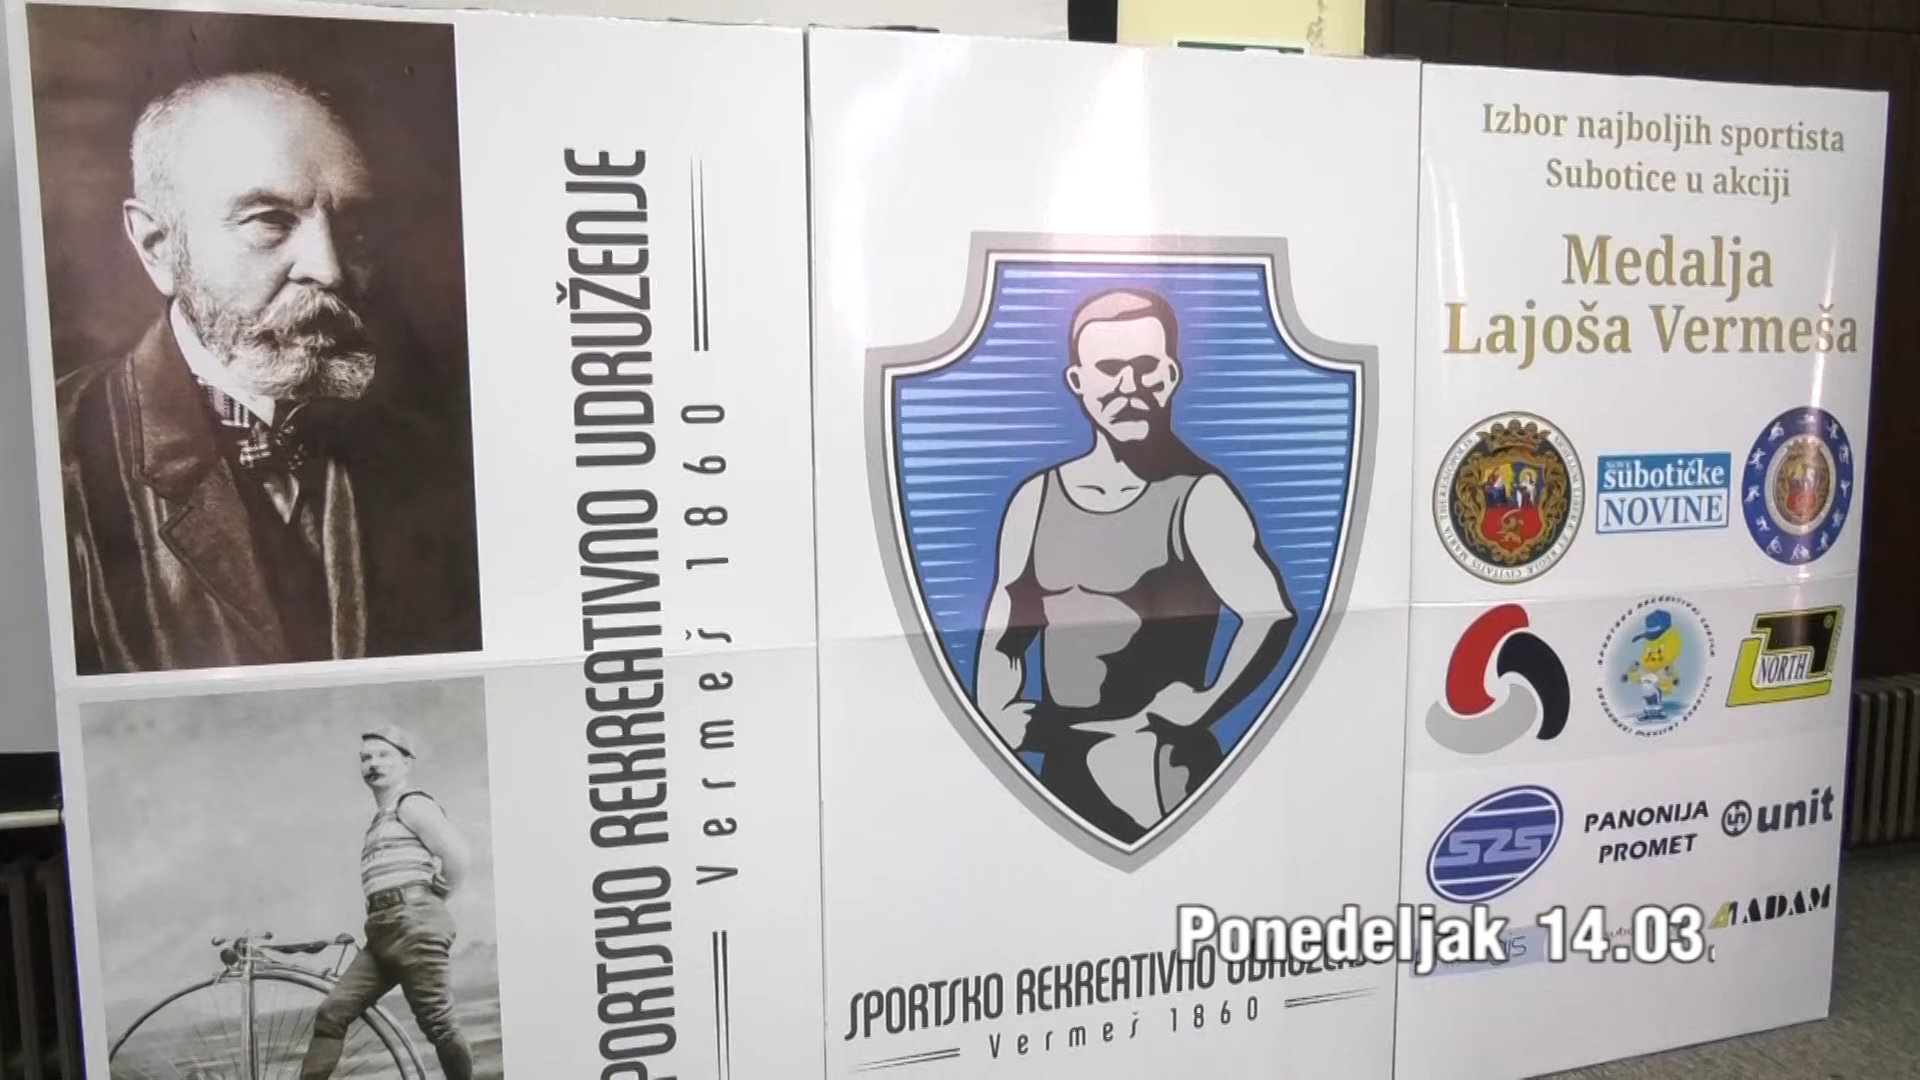 SPORTSKO REKREATIVNO UDRUŽENJE
Vermeš 1860
SPORTSKO REKREATIVNO
Vermeš 1860
Izbor najboljih sportista
Subotice u akciji
Medalja
Lajoša Vermeša
NOVE
subotičke
NOVINE
NORTH
SZS
PANONIJA
PROMET
unit
ADAM
Ponedeljak 14.03.